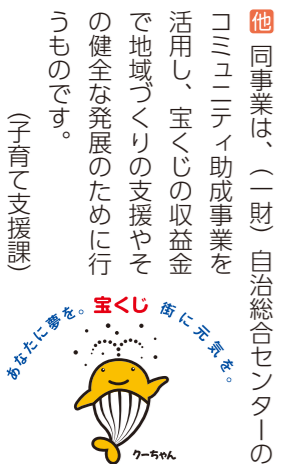 他 同事業は、（一財）自治総合センターの
コミュニティ助成事業を
活用し、宝くじの収益金
で地域づくりの支援やそ
の健全な発展のために行
うものです。
（子育て支援課）
あなたに夢を。宝くじ 街に元気を。
クーちゃん